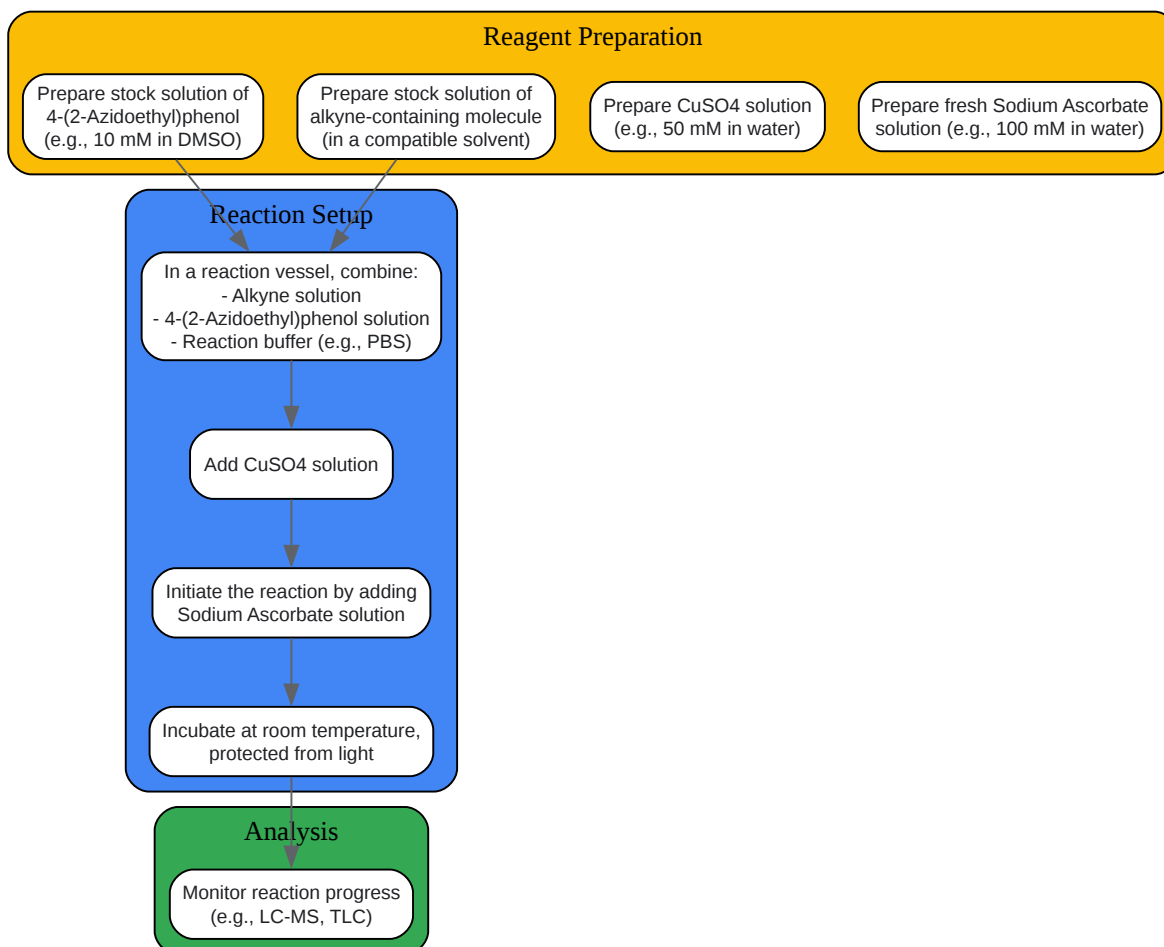 Reagent Preparation
Prepare stock solution of
4-(2-Azidoethyl)phenol
(e.g., 10 mM in DMSO)
Prepare stock solution of
alkyne-containing molecule
(in a compatible solvent)
Prepare CuSO4 solution
(e.g., 50 mM in water)
Prepare fresh Sodium Ascorbate
solution (e.g., 100 mM in water)
Reaction Setup
In a reaction vessel, combine:
- Alkyne solution
- 4-(2-Azidoethyl)phenol solution
- Reaction buffer (e.g., PBS)
Add CuSO4 solution
Initiate the reaction by adding
Sodium Ascorbate solution
Incubate at room temperature,
protected from light
Analysis
Monitor reaction progress
(e.g., LC-MS, TLC)